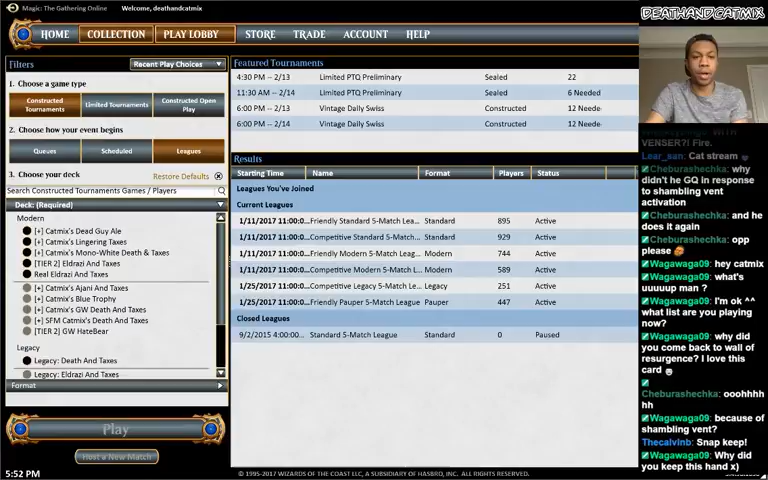 Magic: The Gathering Online Welcome, deathandcatmix
DEATHANDCATMIX
HOME COLLECTION PLAY LOBBY STORE TRADE ACCOUNT HELP
Filters Recent Play Choices
1. Choose a game type
Constructed Tournaments Limited Tournaments Constructed Open Play
2. Choose how your event begins
Queues Scheduled Leagues
3. Choose your deck Restore Defaults
Search Constructed Tournaments Games / Players
Deck: (Required)
Modern
[+] Catmix's Dead Guy Ale
[+] Catmix's Lingering Taxes
[+] Catmix's Mono-White Death & Taxes
[TIER 2] Eldrazi And Taxes
Real Eldrazi And Taxes
[+] Catmix's Ajani And Taxes
[+] Catmix's Blue Trophy
[+] Catmix's GW Death And Taxes
[+] SFM Catmix's Death And Taxes
[TIER 2] GW HateBear
Legacy
Legacy: Death And Taxes
Legacy: Eldrazi And Taxes
Format
Play
Host a New Match
5:52 PM
Featured Tournaments
4:30 PM -- 2/13 Limited PTQ Preliminary Sealed 22
11:30 AM -- 2/14 Limited PTQ Preliminary Sealed 6 Needed
6:00 PM -- 2/13 Vintage Daily Swiss Constructed 12 Neede
6:00 PM -- 2/14 Vintage Daily Swiss Constructed 12 Neede
Results
Starting Time Name Format Players Status
Leagues You've Joined
Current Leagues
1/11/2017 11:00:0... Friendly Standard 5-Match Lea... Standard 895 Active
1/11/2017 11:00:0... Competitive Standard 5-Match... Standard 929 Active
1/11/2017 11:00:0... Friendly Modern 5-Match Leag... Modern 744 Active
1/11/2017 11:00:0... Competitive Modern 5-Match L... Modern 589 Active
1/25/2017 11:00:0... Competitive Legacy 5-Match Le... Legacy 251 Active
1/25/2017 11:00:0... Friendly Pauper 5-Match League Pauper 447 Active
Closed Leagues
9/2/2015 4:00:00... Standard 5-Match League Standard 0 Paused
© 1995-2017 WIZARDS OF THE COAST LLC, A SUBSIDIARY OF HASBRO, INC. ALL RIGHTS RESERVED.
VENSER?! Fire.
Lear_san: Cat stream
Cheburashechka: why
didn't he GQ in response
to shambling vent
activation
Cheburashechka: and he
does it again
Cheburashechka: opp
please
Wagawaga09: hey catmix
Wagawaga09: what's
uuuuup man ?
Wagawaga09: I'm ok ^^
what list are you playing
now?
Wagawaga09: why did
you come back to wall of
resurgence? I love this
card
Cheburashechka: ooohhhh
hh
Wagawaga09: because of
shambling vent?
Thecalvinb: Snap keep!
Wagawaga09: Why did
you keep this hand x)